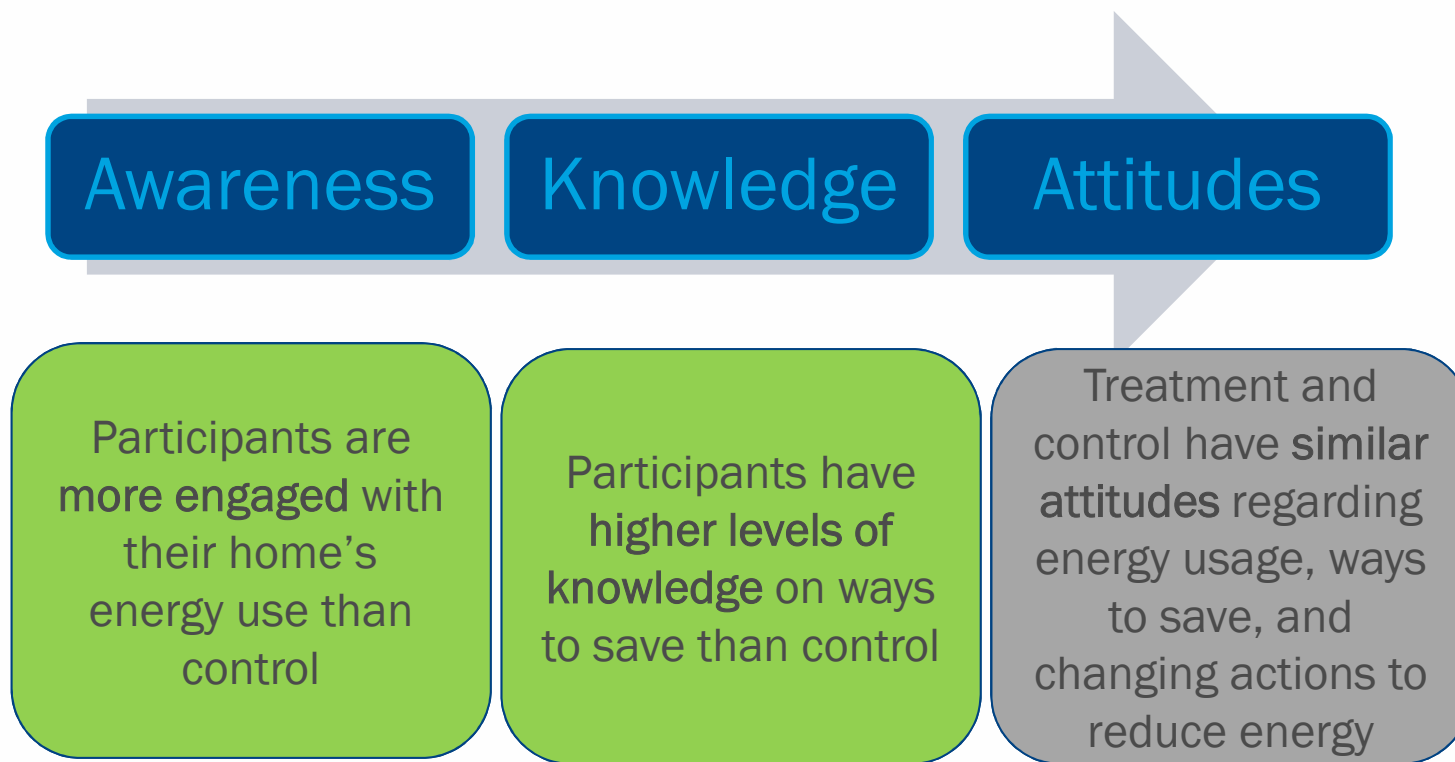 Awareness
Knowledge
Attitudes
Participants are
more engaged with
their home’s
energy use than
control
Participants have
higher levels of
knowledge on ways
to save than control
Treatment and
control have similar
attitudes regarding
energy usage, ways
to save, and
changing actions to
reduce energy